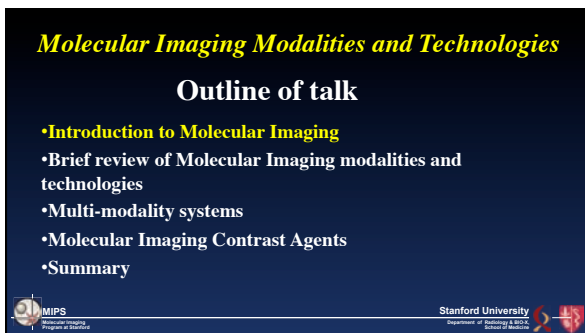 Molecular Imaging Modalities and Technologies
Outline of talk
•Introduction to Molecular Imaging
•Brief review of Molecular Imaging modalities and
technologies
•Multi-modality systems
•Molecular Imaging Contrast Agents
•Summary
MIPS
Molecular Imaging
Program at Stanford
Stanford University
Department of Radiology & BIO-X,
School of Medicine